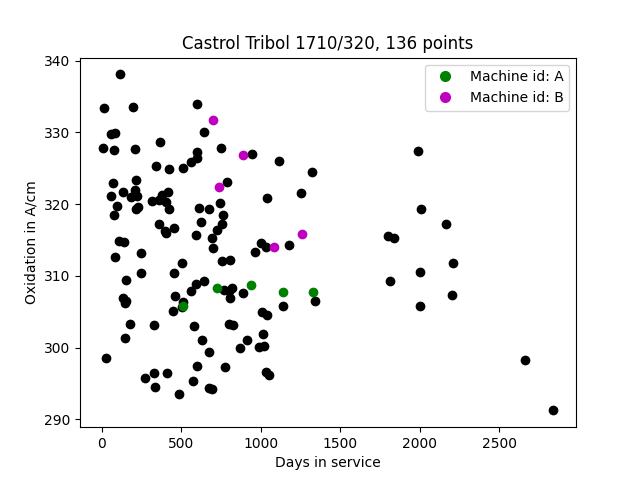 Castrol Tribol 1710/320, 136 points
Machine id: A
Machine id: B
Oxidation in A/cm
340
330
320
310
300
290
0
500
1000
1500
2000
2500
Days in service